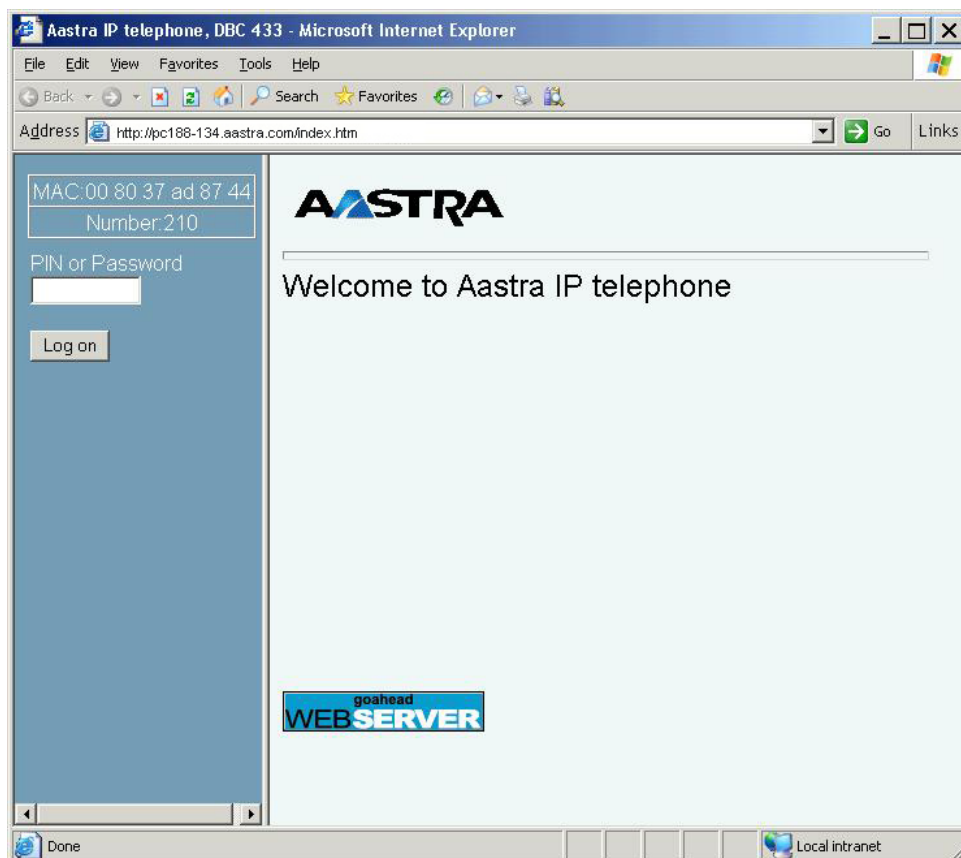 Aastra IP telephone, DBC 433 - Microsoft Internet Explorer
File Edit View Favorites Tools Help
Back Search Favorites
Address http://pc188-134.aastra.com/index.htm Go Links
MAC:00 80 37 ad 87 44
Number:210
PIN or Password
Log on
AASTRA
Welcome to Aastra IP telephone
goahead
WEBSERVER
Done Local intranet